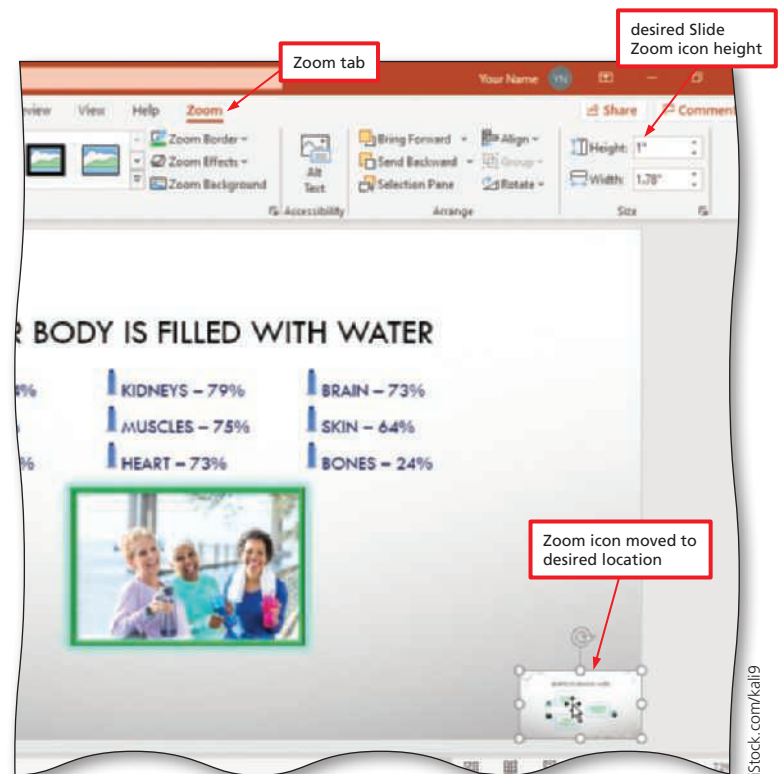 desired Slide
Zoom icon height
Zoom tab
Your Name YN
View Help Zoom
Share Comment
Zoom Border
Zoom Effects
Zoom Background
Alt
Text
Bring Forward
Send Backward
Selection Pane
Align
Group
Rotate
Height: 1"
Width: 1.78"
Accessibility
Arrange
Size
BODY IS FILLED WITH WATER
KIDNEYS – 79%
BRAIN – 73%
MUSCLES – 75%
SKIN – 64%
HEART – 73%
BONES – 24%
Zoom icon moved to
desired location
iStock.com/kali9